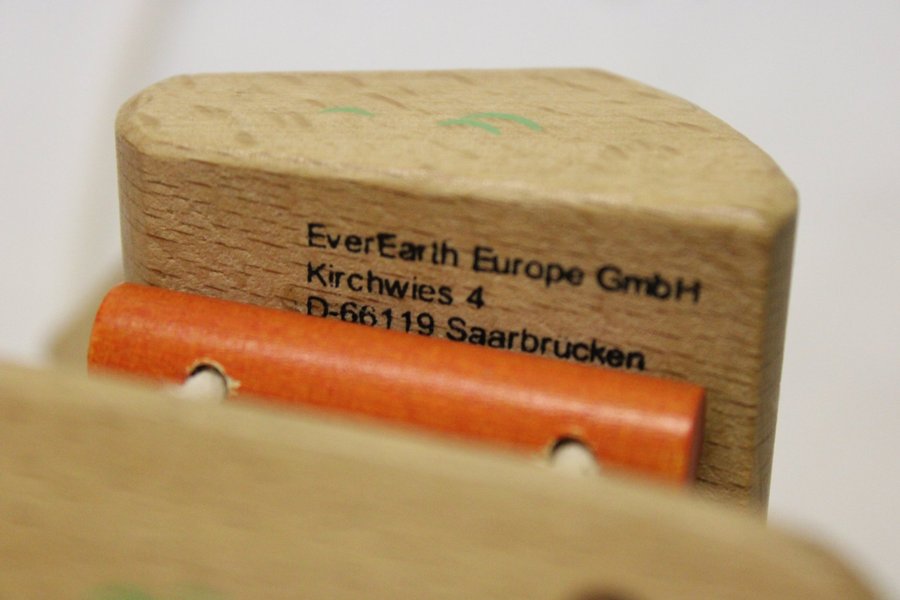 EverEarth Europe GmbH
Kirchwies 4
D-66119 Saarbrucken